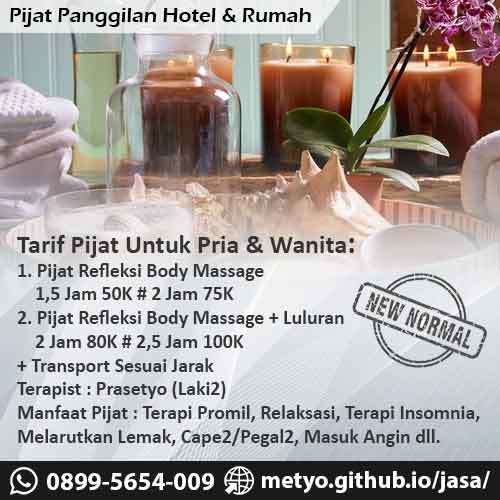 Pijat Panggilan Hotel & Rumah
Tarif Pijat Untuk Pria & Wanita:
1. Pijat Refleksi Body Massage
1,5 Jam 50K # 2 Jam 75K
2. Pijat Refleksi Body Massage + Luluran
2 Jam 80K # 2,5 Jam 100K
+ Transport Sesuai Jarak
Terapist : Prasetyo (Laki2)
Manfaat Pijat : Terapi Promil, Relaksasi, Terapi Insomnia,
Melarutkan Lemak, Cape2/Pegal2, Masuk Angin dll.
NEW NORMAL
0899-5654-009 metyo.github.io/jasa/